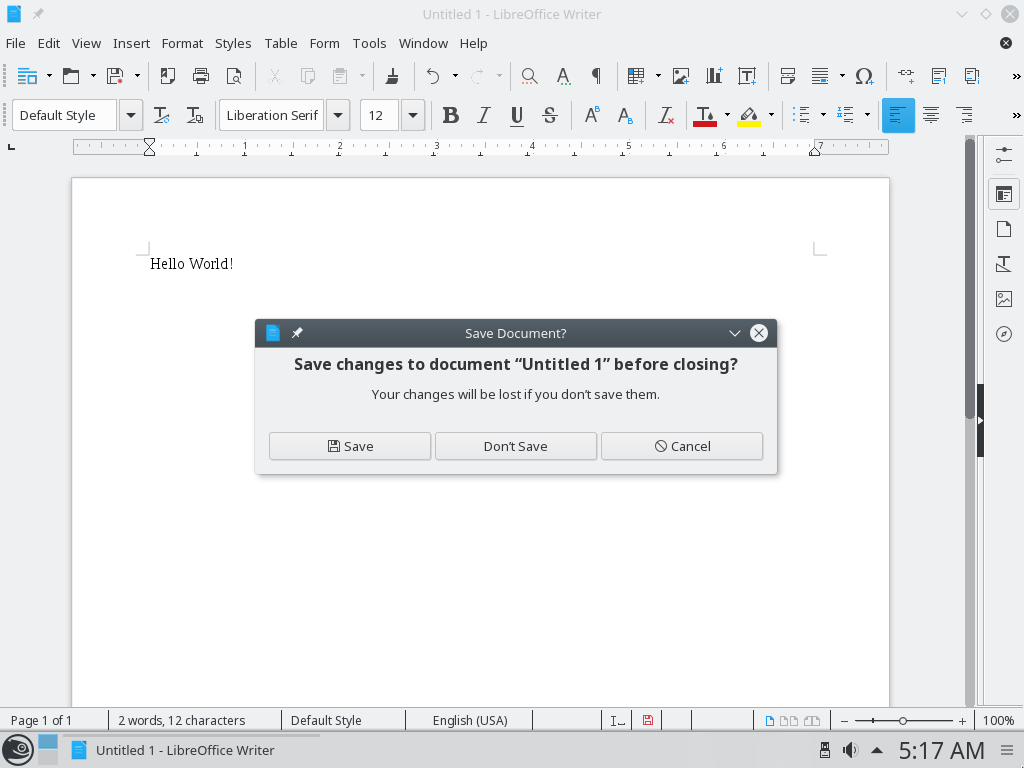 Untitled 1 - LibreOffice Writer
File Edit View Insert Format Styles Table Form Tools Window Help
Default Style Liberation Serif 12
1 2 3 4 5 6 7
Hello World!
Save Document?
Save changes to document “Untitled 1” before closing?
Your changes will be lost if you don’t save them.
Save Don’t Save Cancel
Page 1 of 1 2 words, 12 characters Default Style English (USA) 100%
Untitled 1 - LibreOffice Writer 5:17 AM